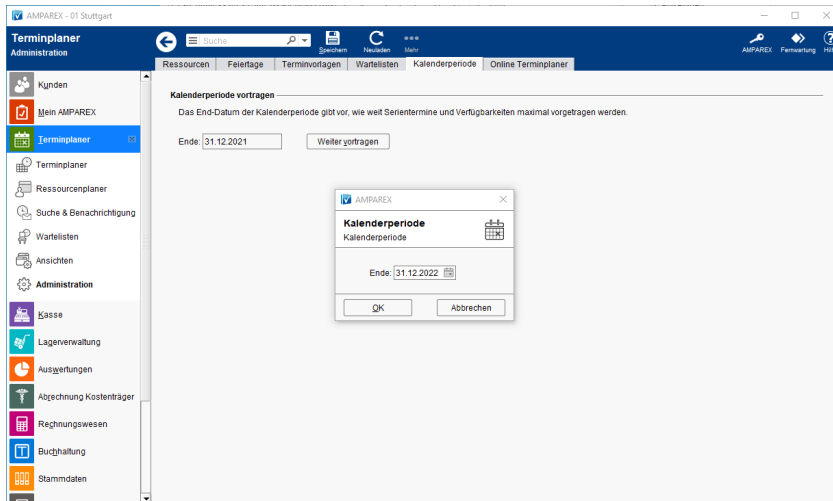 AMPAREX - 01 Stuttgart
Terminplaner
Administration
Suche
Speichern
Neuladen
Mehr
AMPAREX
Fernwartung
Ressourcen
Feiertage
Terminvorlagen
Wartelisten
Kalenderperiode
Online Terminplaner
Kunden
Mein AMPAREX
Terminplaner
Terminplaner
Ressourcenplaner
Suche & Benachrichtigung
Wartelisten
Ansichten
Administration
Kasse
Lagerverwaltung
Auswertungen
Abrechnung Kostenträger
Rechnungswesen
Buchhaltung
Stammdaten
Kalenderperiode vortragen
Das End-Datum der Kalenderperiode gibt vor, wie weit Serientermine und Verfügbarkeiten maximal vorgetragen werden.
Ende: 31.12.2021
Weiter vortragen
AMPAREX
Kalenderperiode
Kalenderperiode
Ende: 31.12.2022
OK
Abbrechen